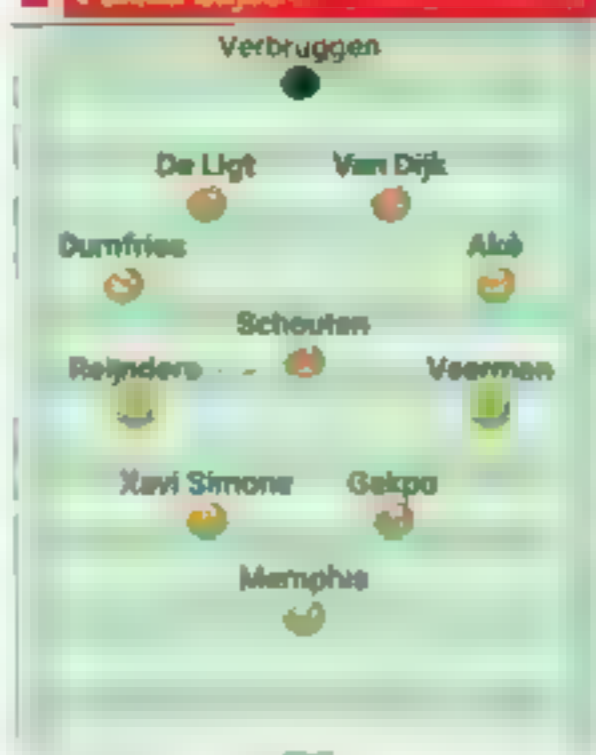 Verbruggen
De Ligt Van Dijk
Dumfries Aké
Schouten
Reijnders Veerman
Xavi Simons Gakpo
Memphis